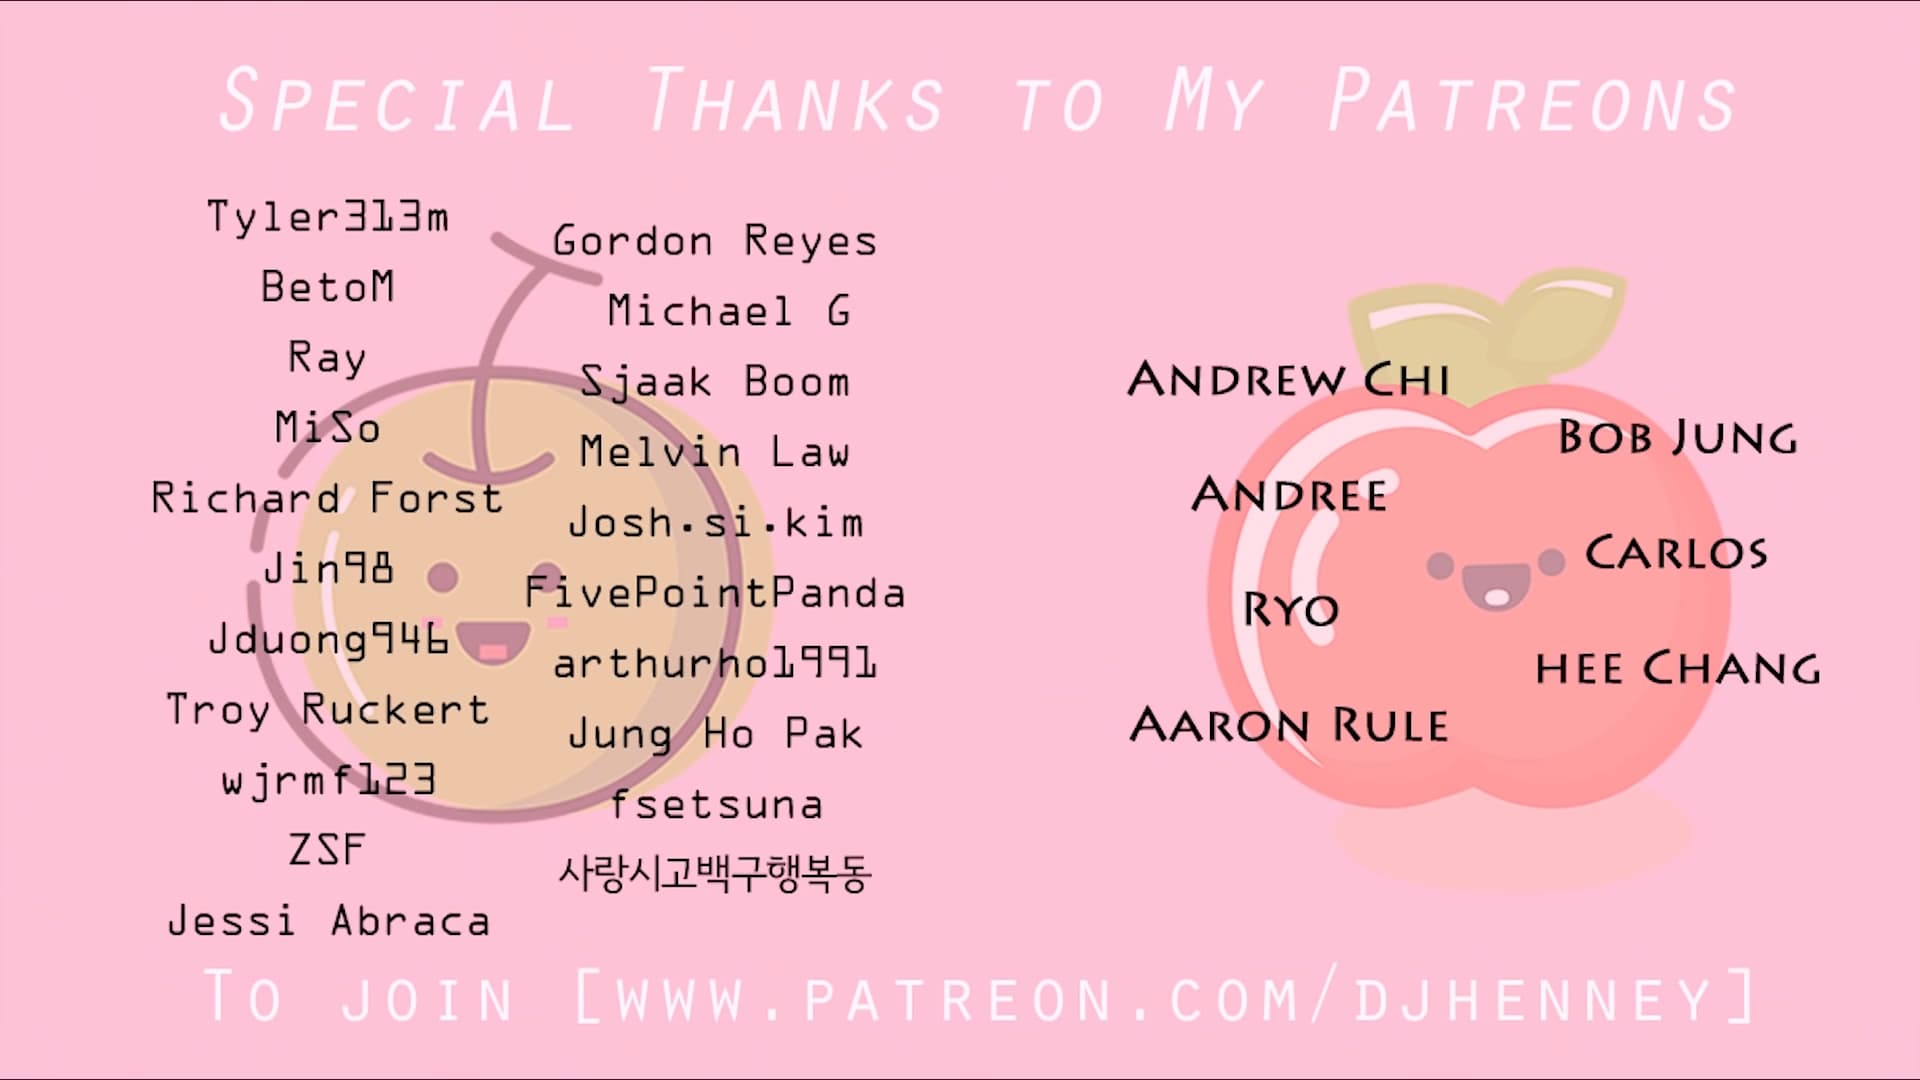 Special Thanks to My Patreons
Tyler313m
BetoM
Ray
MiSo
Richard Forst
Jin98
Jduong946
Troy Ruckert
wjrmf123
ZSF
Jessi Abraca
Gordon Reyes
Michael G
Sjaak Boom
Melvin Law
Josh.si.kim
FivePointPanda
arthurho1991
Jung Ho Pak
fsetsuna
사랑시고백구행복동
Andrew Chi
Andree
Ryo
Aaron Rule
Bob Jung
Carlos
hee Chang
To join [www.patreon.com/djhenney]